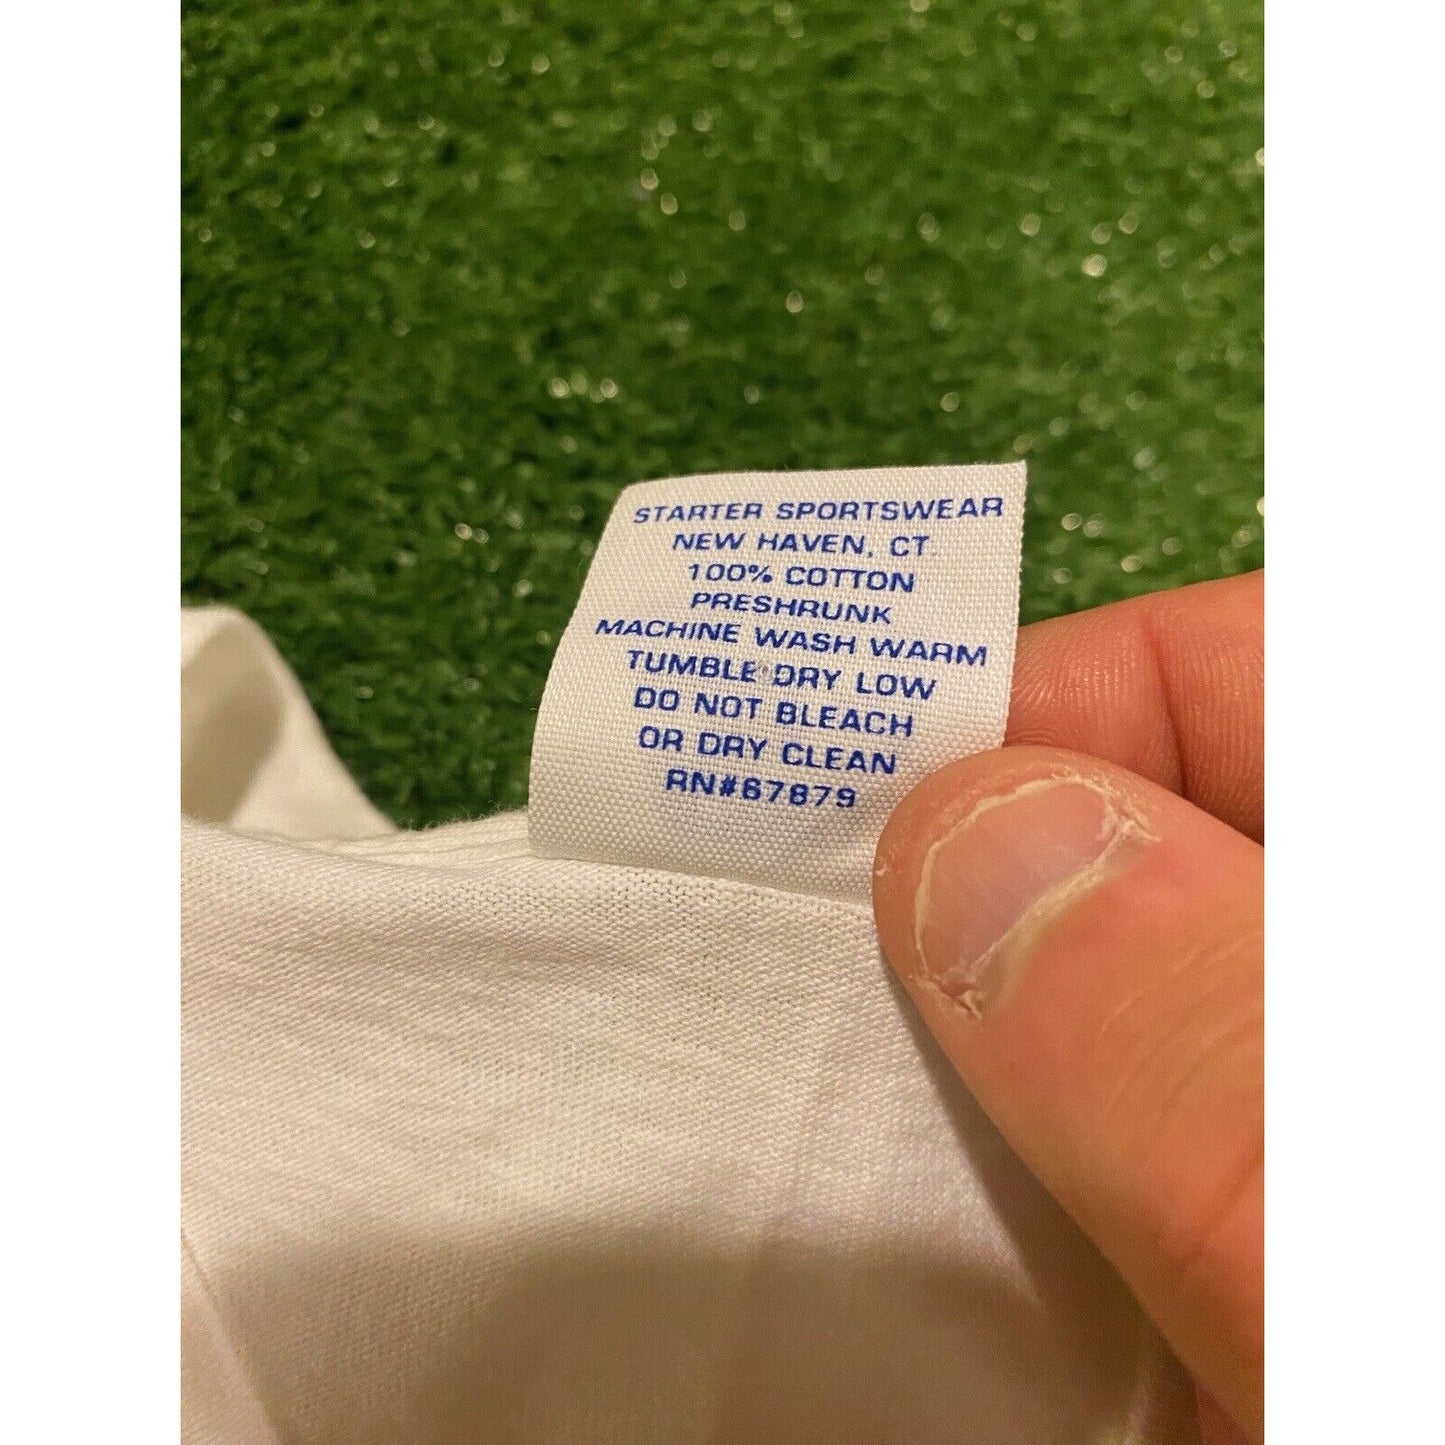 STARTER SPORTSWEAR
NEW HAVEN, CT.
100% COTTON
PRESHRUNK
MACHINE WASH WARM
TUMBLE DRY LOW
DO NOT BLEACH
OR DRY CLEAN
RN#67879